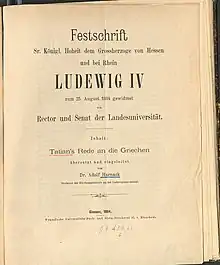 Festschrift
Sr. Königl. Hoheit dem Grossherzoge von Hessen
und bei Rhein
LUDEWIG IV
zum 25. August 1884 gewidmet
von
Rector und Senat der Landesuniversität.
Inhalt:
Tatian's Rede an die Griechen
übersetzt und eingeleitet
von
Dr. Adolf Harnack
Giessen, 1884.